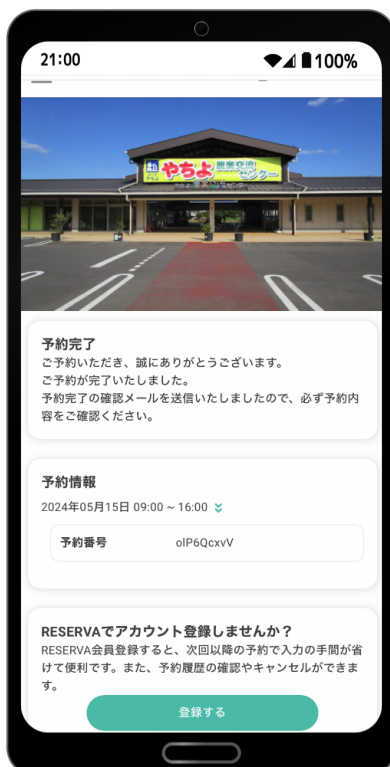 21:00
100%
やちよ 農業交流センター
予約完了
ご予約いただき、誠にありがとうございます。
ご予約が完了いたしました。
予約完了の確認メールを送信いたしましたので、必ず予約内
容をご確認ください。
予約情報
2024年05月15日 09:00 ~ 16:00
予約番号 olP6QcxvV
RESERVAでアカウント登録しませんか？
RESERVA会員登録すると、次回以降の予約で入力の手間が省
けて便利です。また、予約履歴の確認やキャンセルができま
す。
登録する